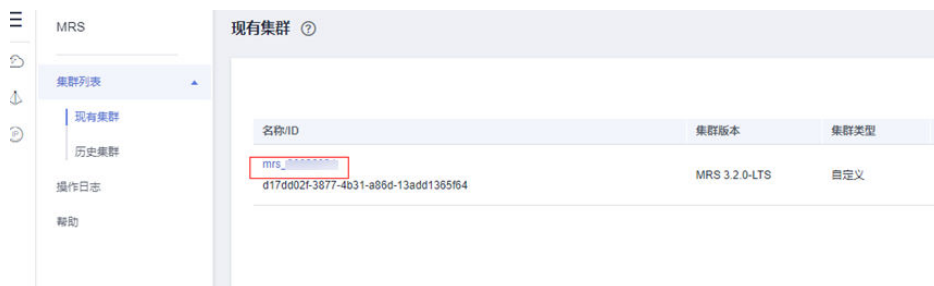 MRS
现有集群
集群列表
现有集群
历史集群
操作日志
帮助
名称/ID
集群版本
集群类型
mrs_
d17dd02f-3877-4b31-a86d-13add1365f64
MRS 3.2.0-LTS
自定义